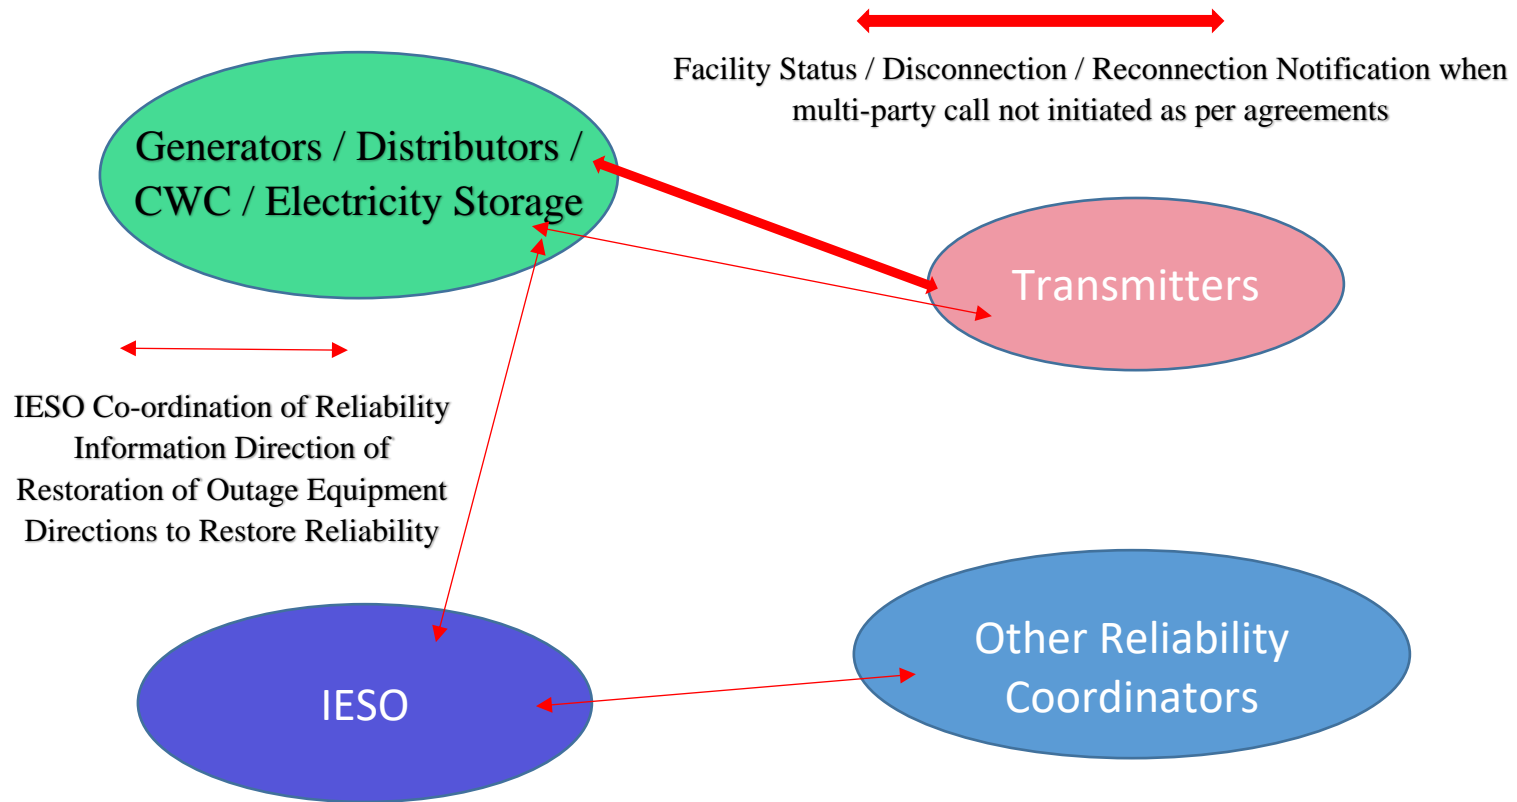 Facility Status / Disconnection / Reconnection Notification when
multi-party call not initiated as per agreements
Generators / Distributors /
CWC / Electricity Storage
Transmitters
IESO Co-ordination of Reliability
Information Direction of
Restoration of Outage Equipment
Directions to Restore Reliability
Other Reliability
Coordinators
IESO